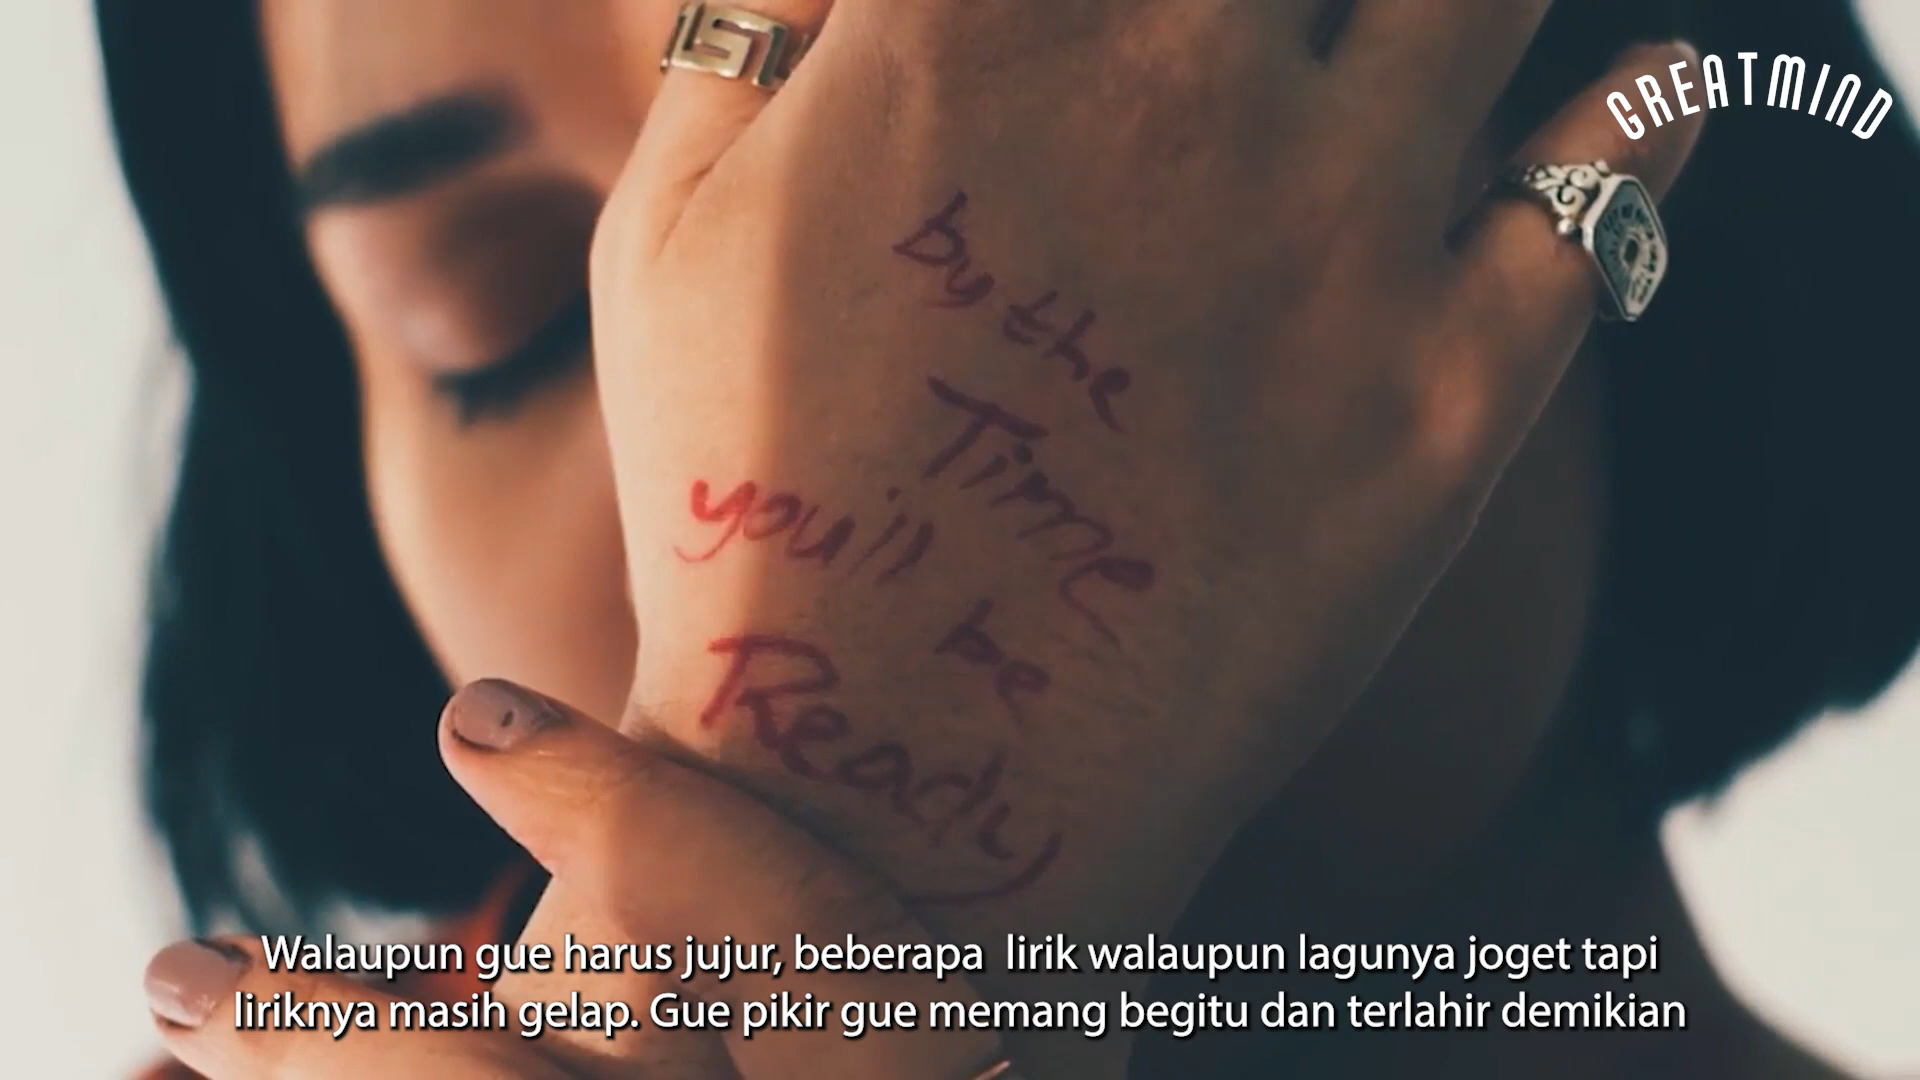 GREATMIND
by the
Time
you'll be
Ready
Walaupun gue harus jujur, beberapa lirik walaupun lagunya joget tapi
liriknya masih gelap. Gue pikir gue memang begitu dan terlahir demikian